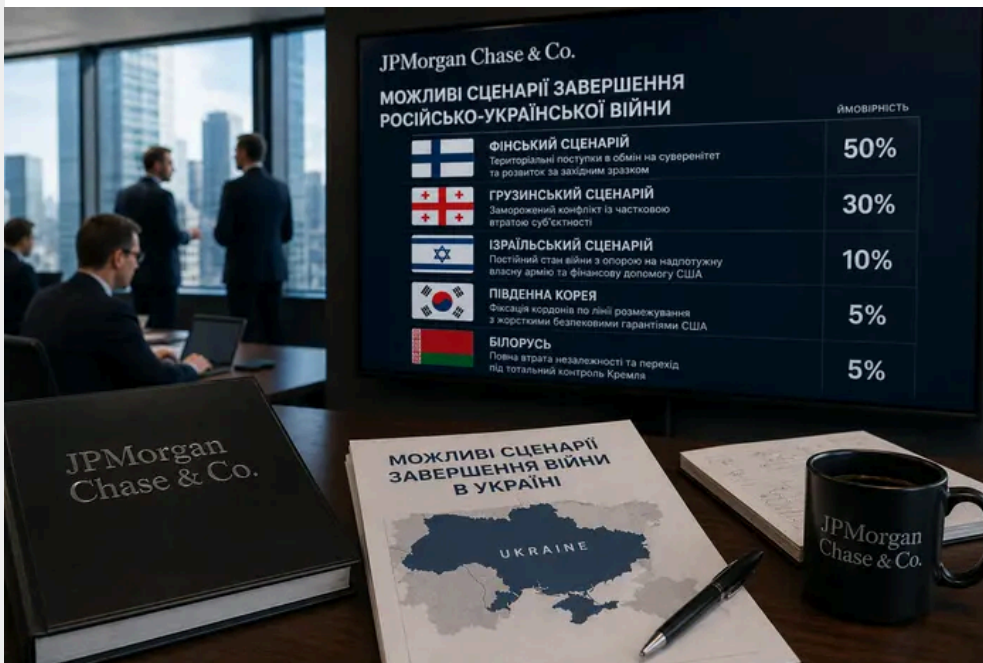 JPMorgan Chase & Co.
МОЖЛИВІ СЦЕНАРІЇ ЗАВЕРШЕННЯ
РОСІЙСЬКО-УКРАЇНСЬКОЇ ВІЙНИ
ЙМОВІРНІСТЬ
ФІНСЬКИЙ СЦЕНАРІЙ
Територіальні поступки в обмін на суверенітет
та розвиток за західним зразком
50%
ГРУЗИНСЬКИЙ СЦЕНАРІЙ
Заморожений конфлікт із частковою
втратою суб'єктності
30%
ІЗРАЇЛЬСЬКИЙ СЦЕНАРІЙ
Постійний стан війни з опорою на надпотужну
власну армію та фінансову допомогу США
10%
ПІВДЕННА КОРЕЯ
Фіксація кордонів по лінії розмежування
з жорсткими безпековими гарантіями США
5%
БІЛОРУСЬ
Повна втрата незалежності та перехід
під тотальний контроль Кремля
5%
JPMorgan
Chase & Co.
МОЖЛИВІ СЦЕНАРІЇ
ЗАВЕРШЕННЯ ВІЙНИ
В УКРАЇНІ
UKRAINE
JPMorgan
Chase & Co.